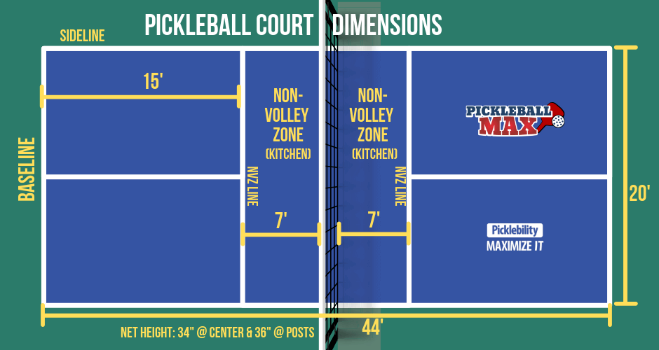 PICKLEBALL COURT DIMENSIONS
SIDELINE
15'
NON-
VOLLEY
ZONE
(KITCHEN)
NON-
VOLLEY
ZONE
(KITCHEN)
PICKLEBALL
MAX
BASELINE
NVZ LINE
NVZ LINE
20'
7'
7'
Picklebility
MAXIMIZE IT
NET HEIGHT: 34" @ CENTER & 36" @ POSTS
44'